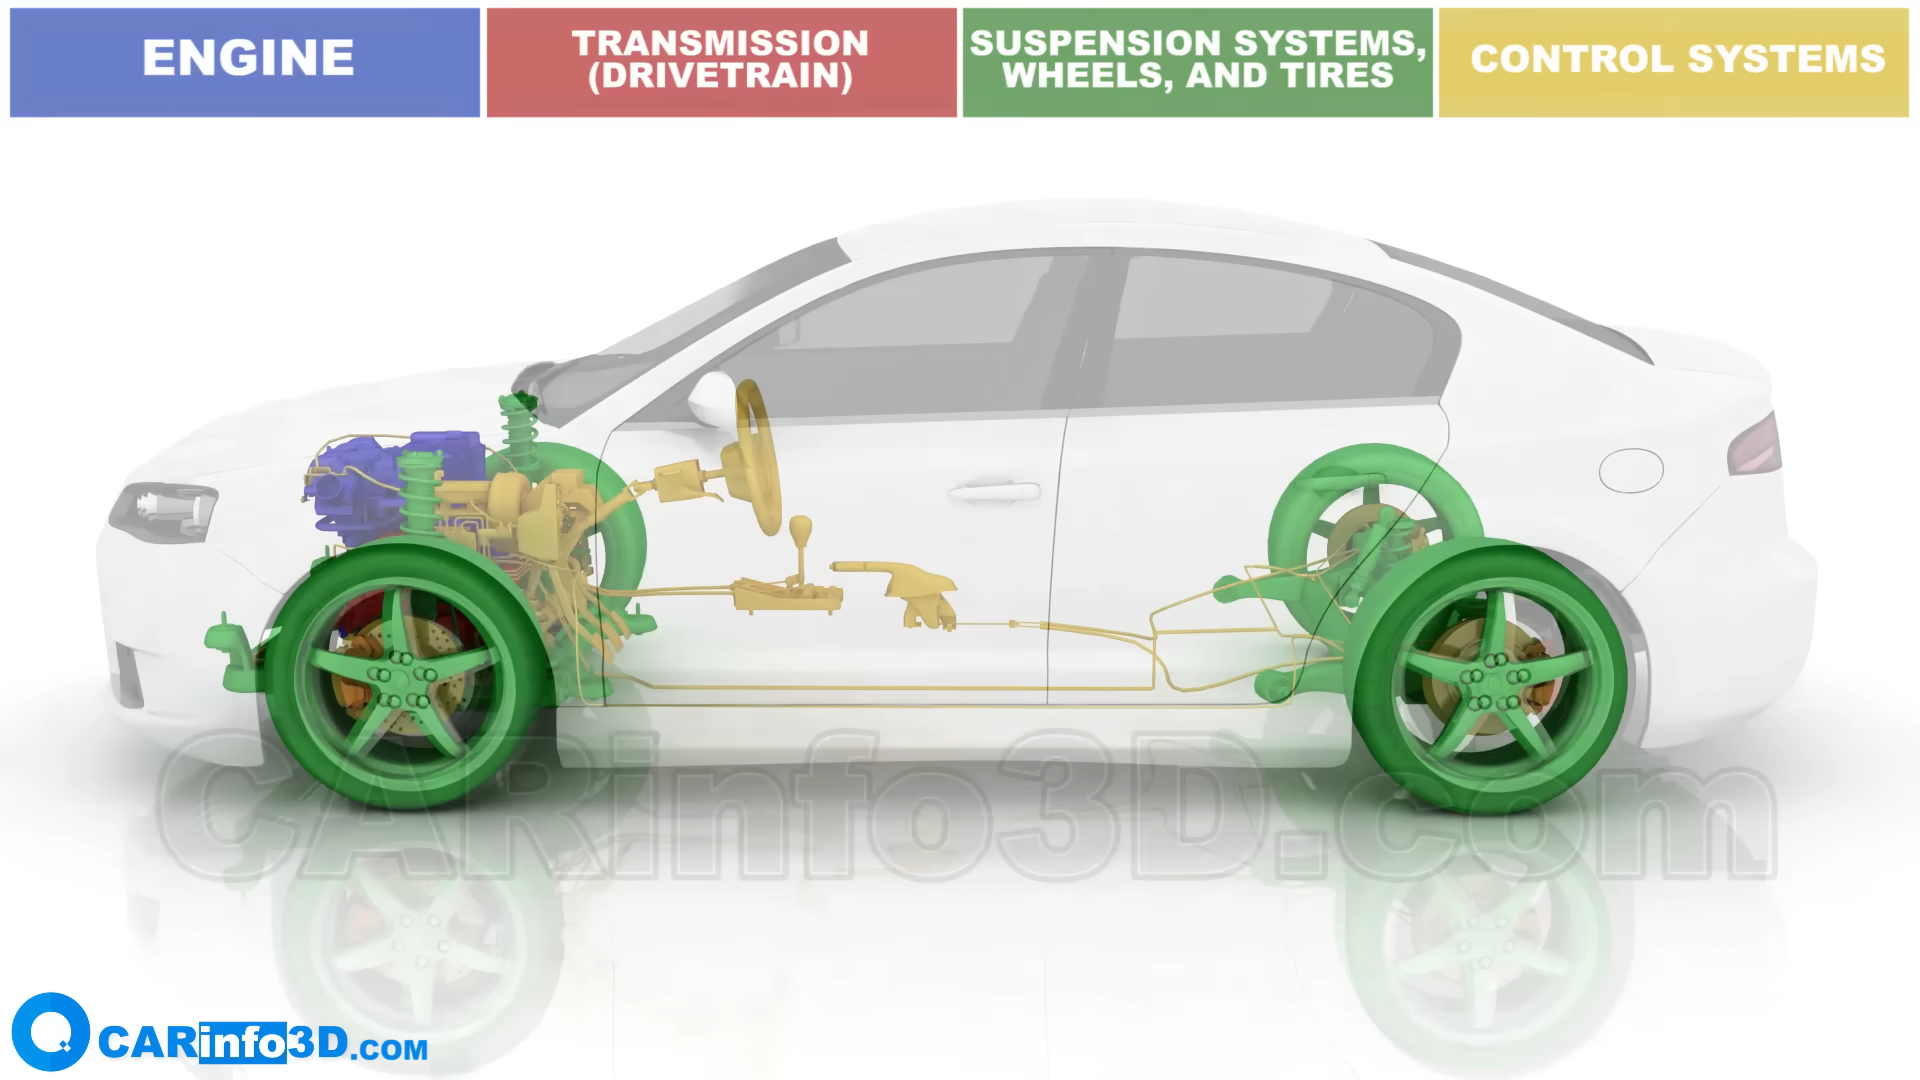 ENGINE
TRANSMISSION
(DRIVETRAIN)
SUSPENSION SYSTEMS,
WHEELS, AND TIRES
CONTROL SYSTEMS
CARinfo3D.com
CARinfo3D.COM